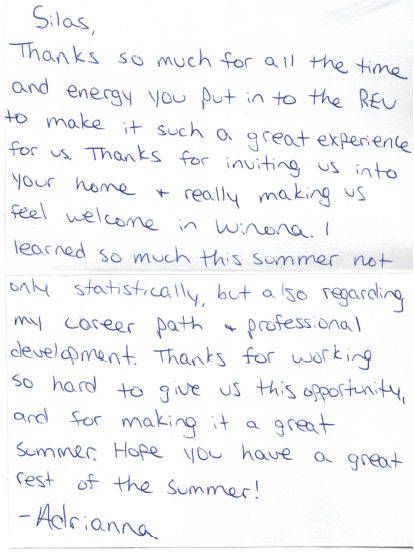 Silas,
Thanks so much for all the time
and energy you put in to the REU
to make it such a great experience
for us. Thanks for inviting us into
your home + really making us
feel welcome in Winona. I
learned so much this summer not
only statistically, but also regarding
my career path + professional
development. Thanks for working
so hard to give us this opportunity,
and for making it a great
summer. Hope you have a great
rest of the summer!
-Adrianna